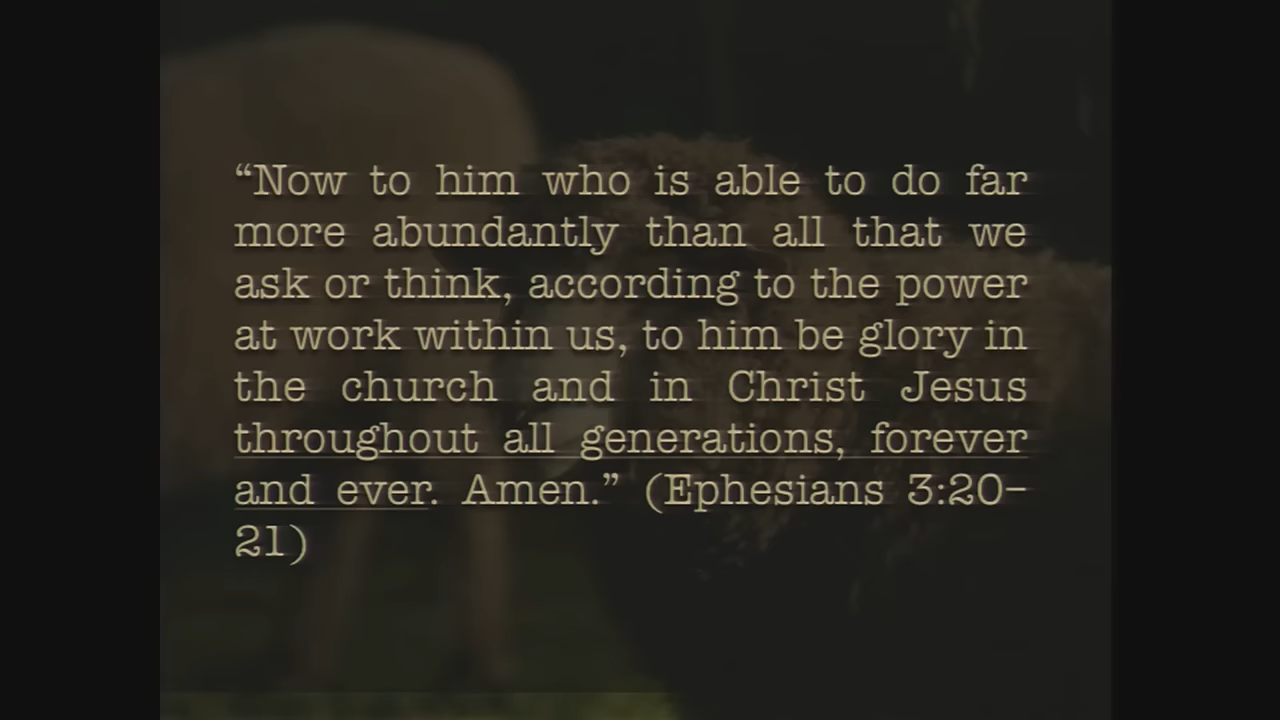 “Now to him who is able to do far
more abundantly than all that we
ask or think, according to the power
at work within us, to him be glory in
the church and in Christ Jesus
throughout all generations, forever
and ever. Amen.” (Ephesians 3:20–
21)